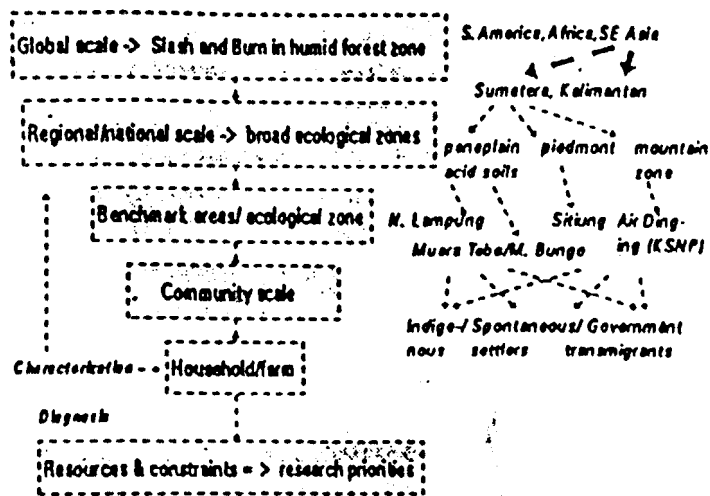 Global scale -> Slash and Burn in humid forest zone
S. America, Africa, SE Asia
Sumatera, Kalimantan
Regional/national scale -> broad ecological zones
peneplain piedmont mountain
acid soils zone
Benchmark areas/ ecological zone
N. Lampung Sitiung Air Ding-
Muara Tebo/M. Bungo ing (KSNP)
Community scale
Indige-/ Spontaneous/ Government
nous settlers transmigrants
Characterization
Household/farm
Diagnosis
Resources & constraints = > research priorities